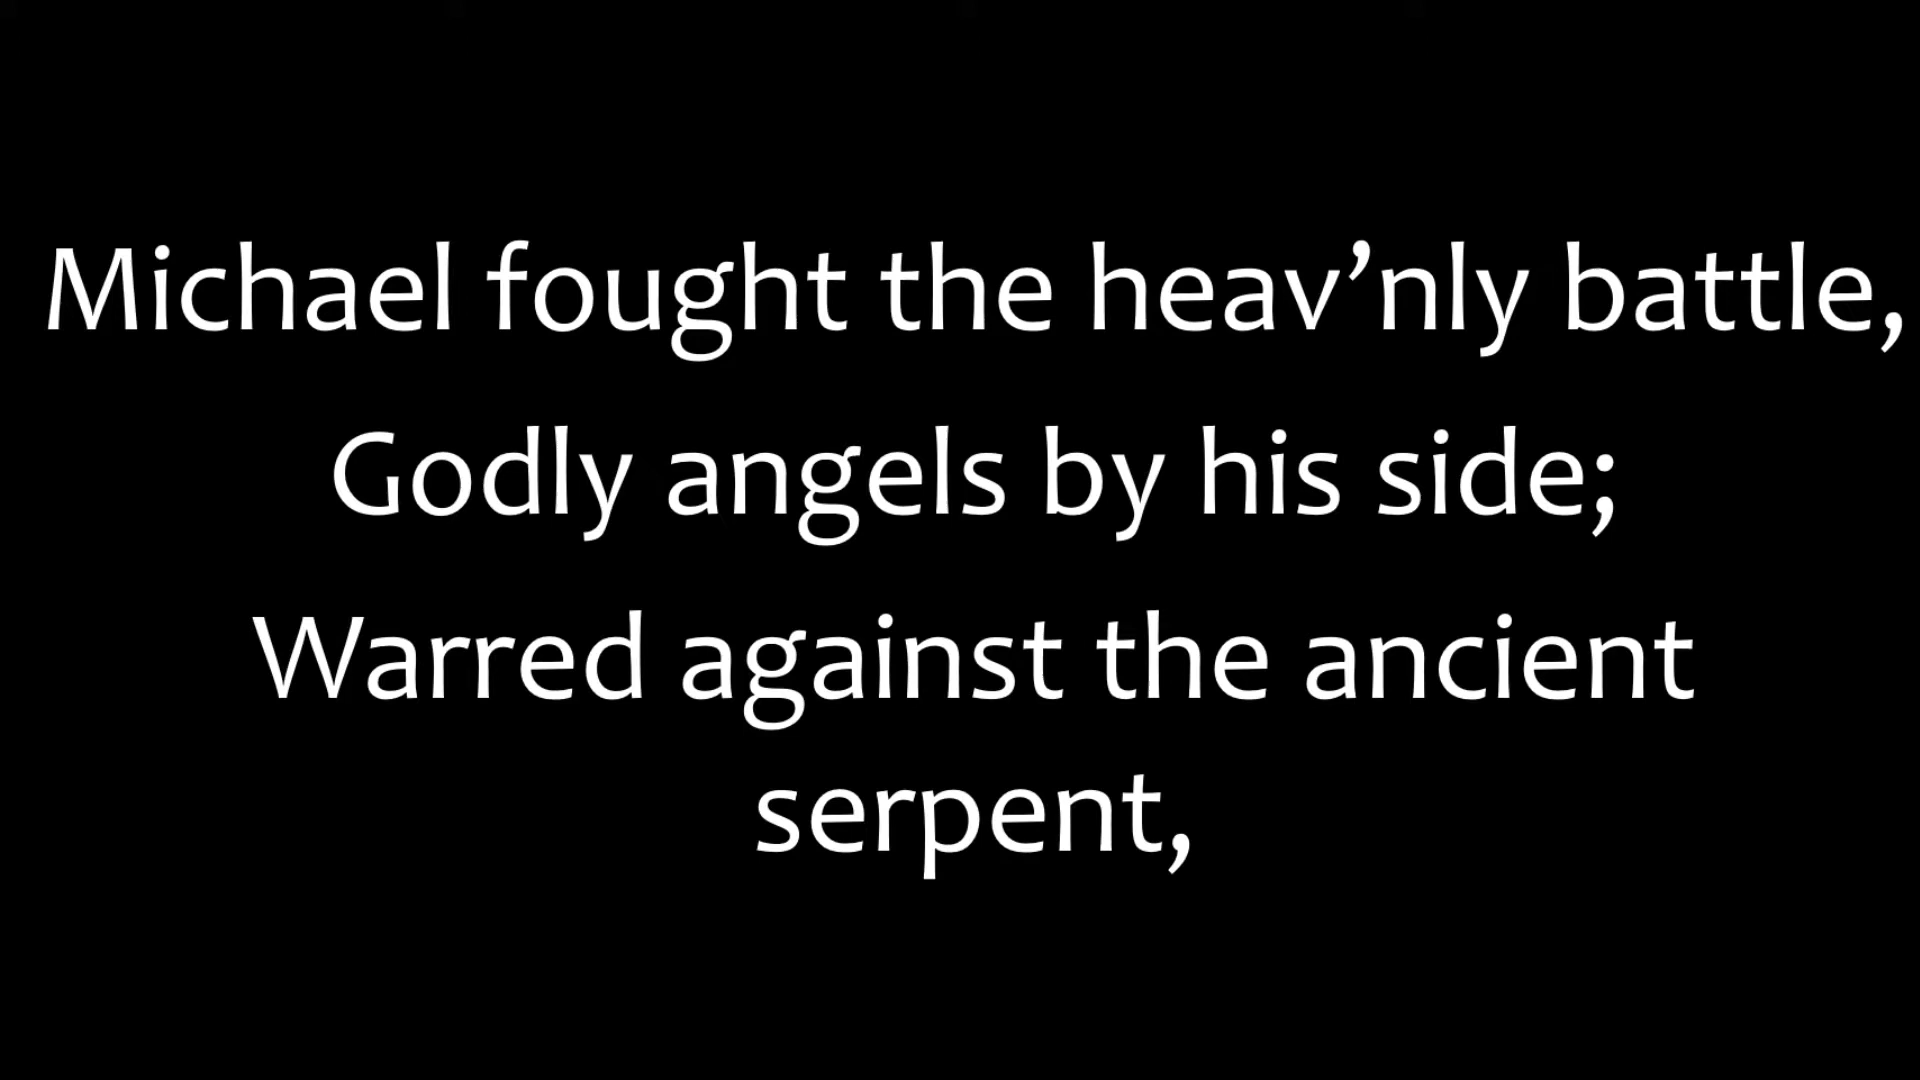 Michael fought the heav’nly battle,
Godly angels by his side;
Warred against the ancient
serpent,